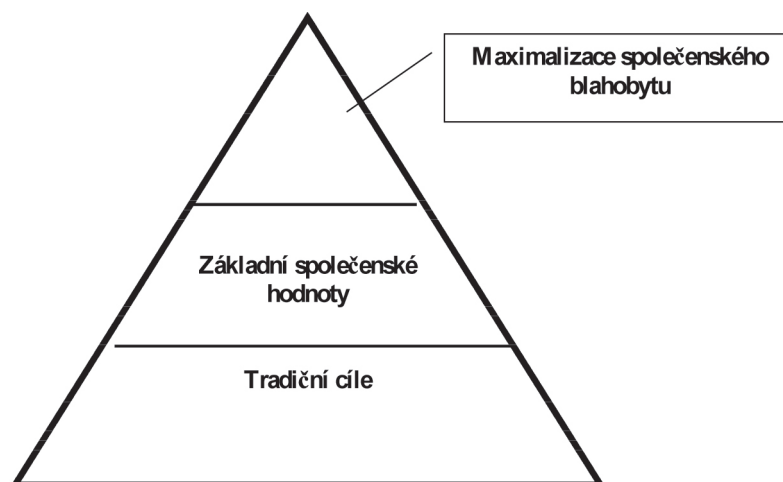 Maximalizace společenského
blahobytu
Základní společenské
hodnoty
Tradiční cíle